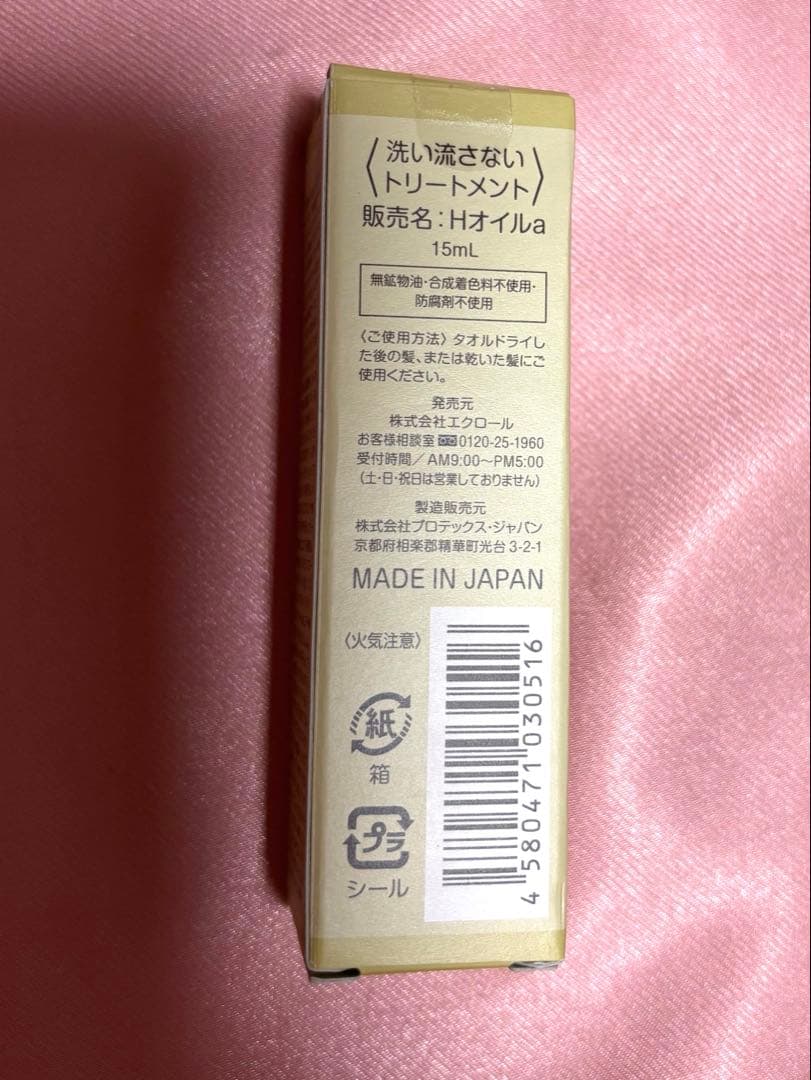 〈洗い流さない
トリートメント〉
販売名:Hオイルa
15mL
無鉱物油・合成着色料不使用・
防腐剤不使用
〈ご使用方法〉タオルドライし
た後の髪、または乾いた髪にご
使用ください。
発売元
株式会社エクロール
お客様相談室 0120-25-1960
受付時間/AM9:00〜PM5:00
(土・日・祝日は営業しておりません)
製造販売元
株式会社プロテックス・ジャパン
京都府相楽郡精華町光台3-2-1
MADE IN JAPAN
〈火気注意〉
紙
箱
プラ
シール
4580471030516